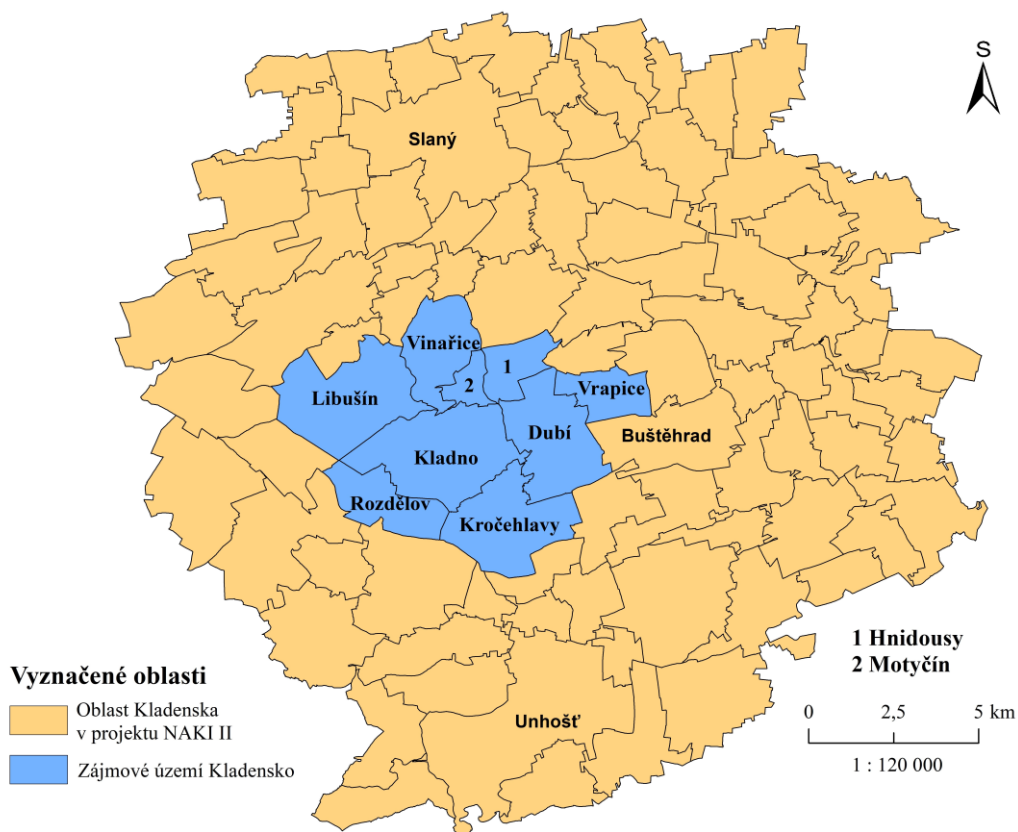 S
Slaný
Vinařice
1
2
Vrapice
Libušín
Dubí
Buštěhrad
Kladno
Rozdělov
Kročehlavy
Unhošť
1 Hnidousy
2 Motyčín
Vyznačené oblasti
Oblast Kladenska
v projektu NAKI II
Zájmové území Kladensko
0 2,5 5 km
1 : 120 000